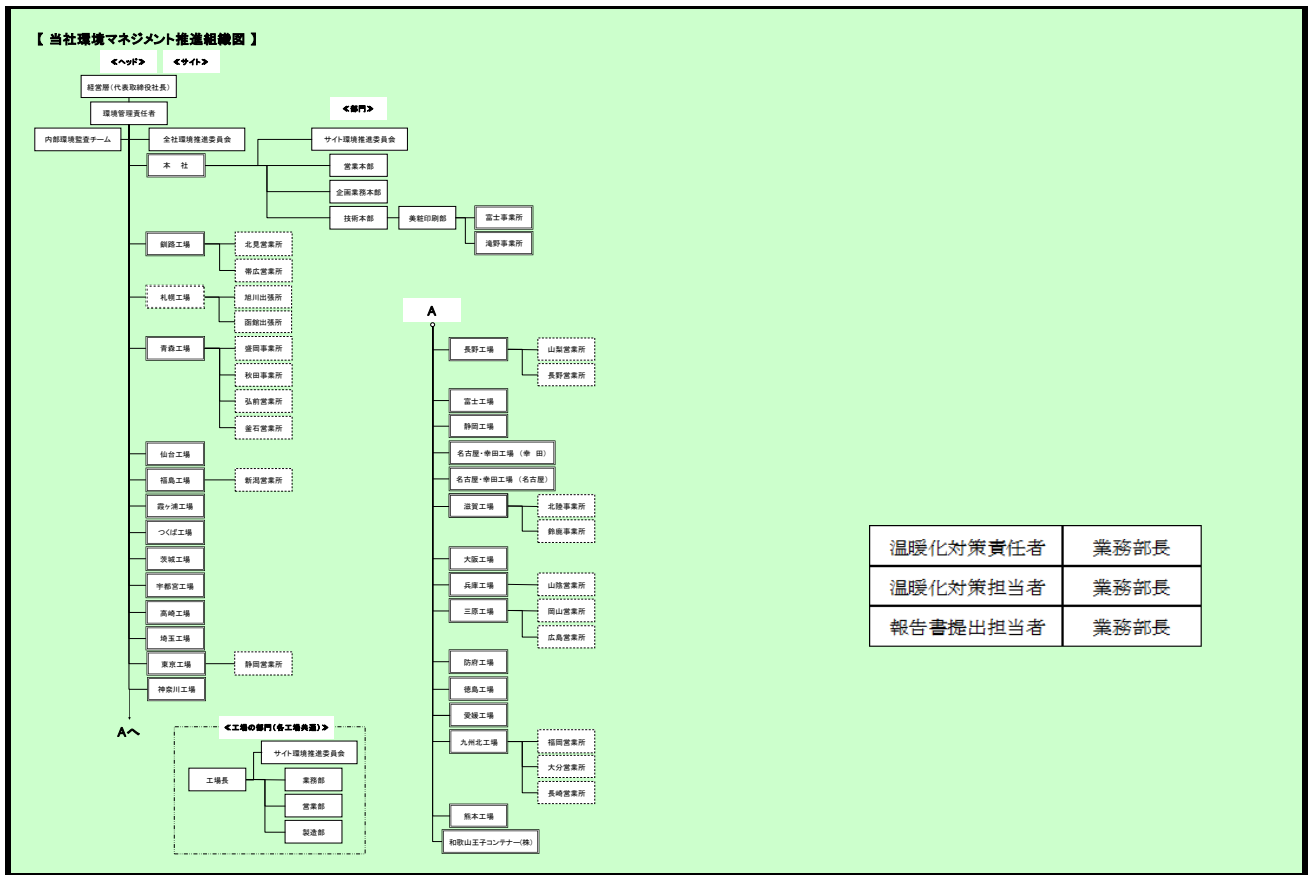 【 当社環境マネジメント推進組織図 】
≪ヘッド≫
≪サイト≫
経営層(代表取締役社長)
環境管理責任者
≪部門≫
内部環境監査チーム
全社環境推進委員会
サイト環境推進委員会
本　社
営業本部
企画業務本部
技術本部
美粧印刷部
富士事業所
滝野事業所
釧路工場
北見営業所
帯広営業所
札幌工場
旭川出張所
函館出張所
青森工場
盛岡事業所
秋田事業所
弘前営業所
釜石営業所
仙台工場
福島工場
新潟営業所
霞ヶ浦工場
つくば工場
茨城工場
宇都宮工場
高崎工場
埼玉工場
東京工場
静岡営業所
神奈川工場
Aへ
≪工場の部門(各工場共通)≫
サイト環境推進委員会
工場長
業務部
営業部
製造部
A
長野工場
山梨営業所
長野営業所
富士工場
静岡工場
名古屋・幸田工場 (幸　田)
名古屋・幸田工場 (名古屋)
滋賀工場
北陸事業所
鈴鹿事業所
大阪工場
兵庫工場
山陰営業所
三原工場
岡山営業所
広島営業所
防府工場
徳島工場
愛媛工場
九州北工場
福岡営業所
大分営業所
長崎営業所
熊本工場
和歌山王子コンテナー(株)
温暖化対策責任者 業務部長
温暖化対策担当者 業務部長
報告書提出担当者 業務部長